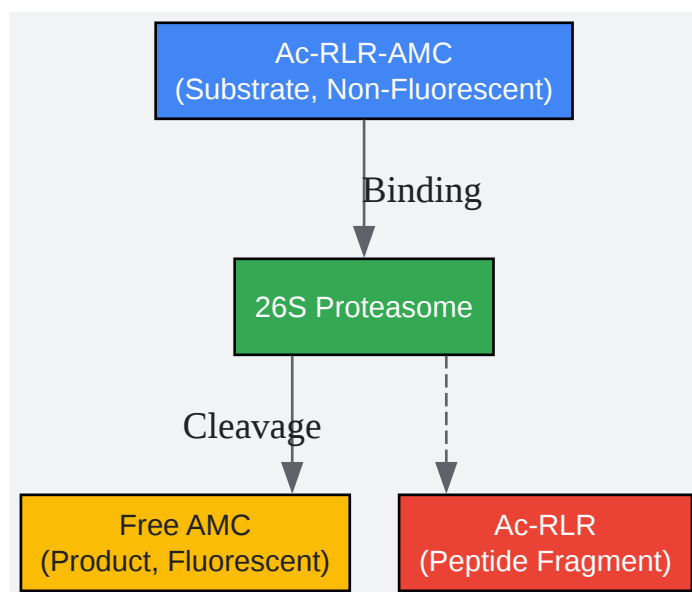 Ac-RLR-AMC
(Substrate, Non-Fluorescent)
Binding
26S Proteasome
Cleavage
Free AMC
(Product, Fluorescent)
Ac-RLR
(Peptide Fragment)